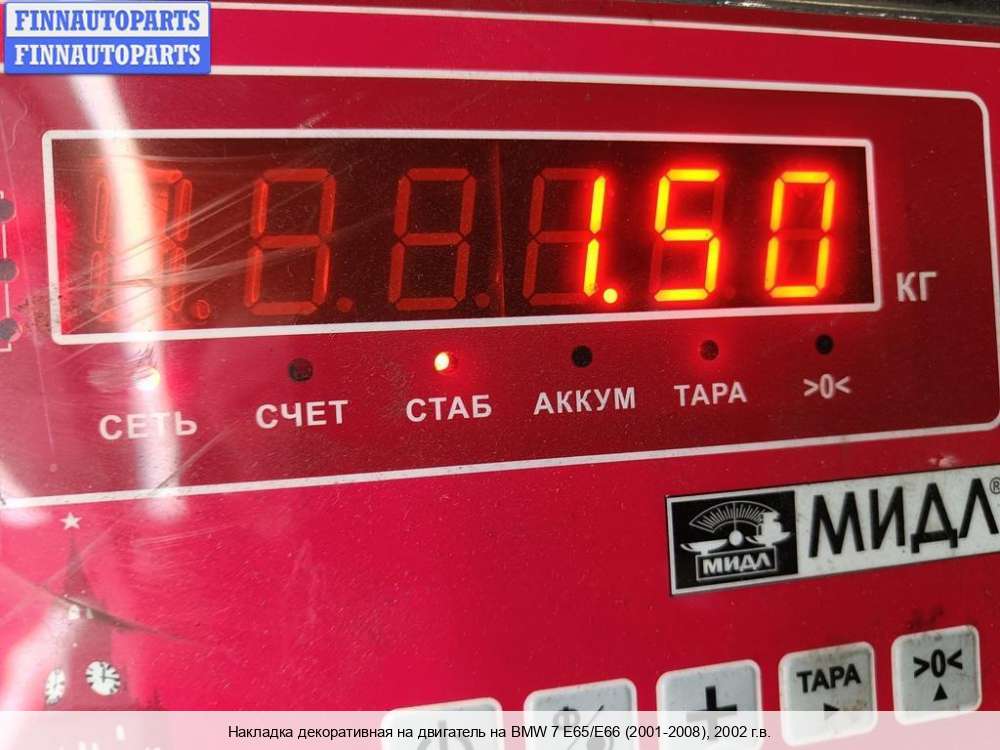 FINNAUTOPARTS
FINNAUTOPARTS
1.50
КГ
СЕТЬ СЧЕТ СТАБ АККУМ ТАРА >0<
МИДЛ®
МИДЛ
+ ТАРА >0<
Накладка декоративная на двигатель на BMW 7 E65/E66 (2001-2008), 2002 г.в.